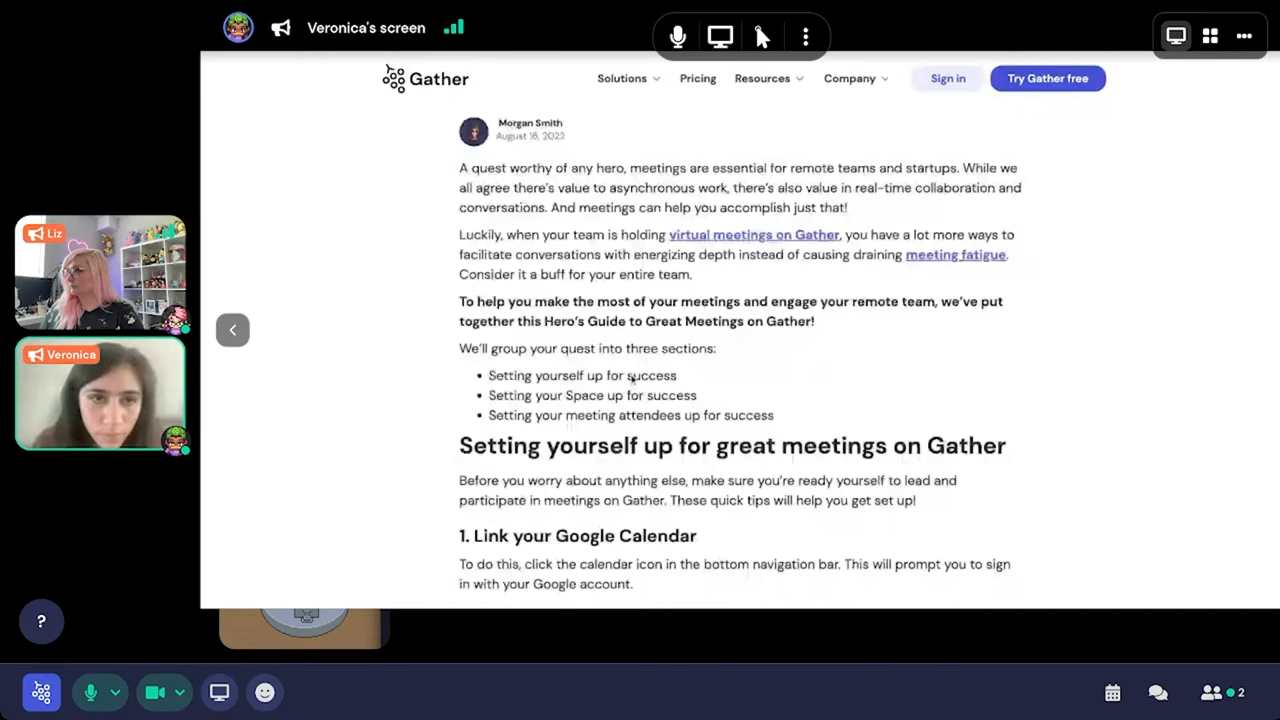 Veronica's screen
Gather
Solutions
Pricing
Resources
Company
Sign in
Try Gather free
Morgan Smith
August 16, 2022
A quest worthy of any hero, meetings are essential for remote teams and startups. While we
all agree there's value to asynchronous work, there's also value in real-time collaboration and
conversations. And meetings can help you accomplish just that!
Luckily, when your team is holding virtual meetings on Gather, you have a lot more ways to
facilitate conversations with energizing depth instead of causing draining meeting fatigue.
Consider it a buff for your entire team.
To help you make the most of your meetings and engage your remote team, we've put
together this Hero's Guide to Great Meetings on Gather!
We'll group your quest into three sections:
• Setting yourself up for success
• Setting your Space up for success
• Setting your meeting attendees up for success
Setting yourself up for great meetings on Gather
Before you worry about anything else, make sure you're ready yourself to lead and
participate in meetings on Gather. These quick tips will help you get set up!
1. Link your Google Calendar
To do this, click the calendar icon in the bottom navigation bar. This will prompt you to sign
in with your Google account.
Liz
Veronica
?
2